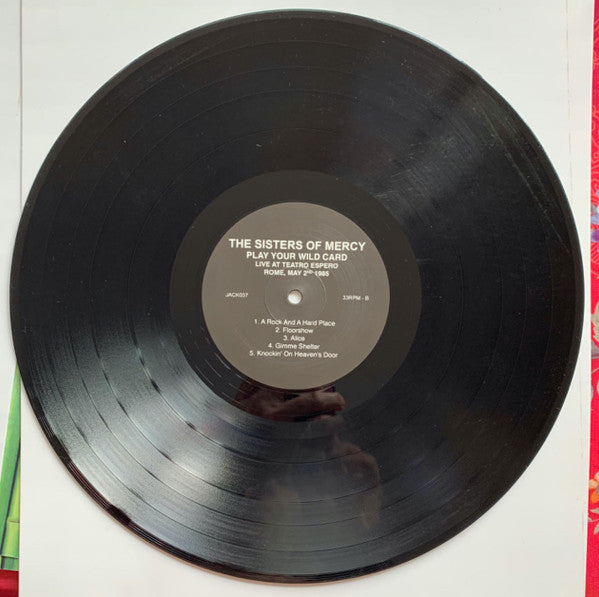 THE SISTERS OF MERCY
PLAY YOUR WILD CARD
LIVE AT TEATRO ESPERO
ROME, MAY 2ND 1985
JACK037 33RPM - B
1. A Rock And A Hard Place
2. Floorshow
3. Alice
4. Gimme Shelter
5. Knockin' On Heaven's Door